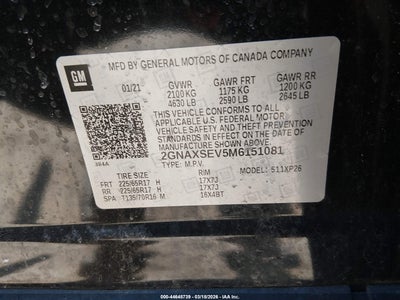 GM
MFD BY GENERAL MOTORS OF CANADA COMPANY
01/21 GVWR GAWR FRT GAWR RR
2100 KG 1175 KG 1200 KG
4630 LB 2590 LB 2645 LB
THIS VEHICLE CONFORMS TO ALL
APPLICABLE U.S. FEDERAL MOTOR
VEHICLE SAFETY, BUMPER, AND THEFT
PREVENTION STANDARDS IN EFFECT ON
THE DATE OF MANUFACTURE SHOWN ABOVE.
2GNAXSEV5M6151081
TYPE: M.P.V. MODEL: 511XP26
RIM
FRT 225/65R17 H 17X7J
RR 225/65R17 H 17X7J
SPA T135/70R16 M 16X4BT
000-44648739 - 03/18/2026 - IAA Holdings, LLC